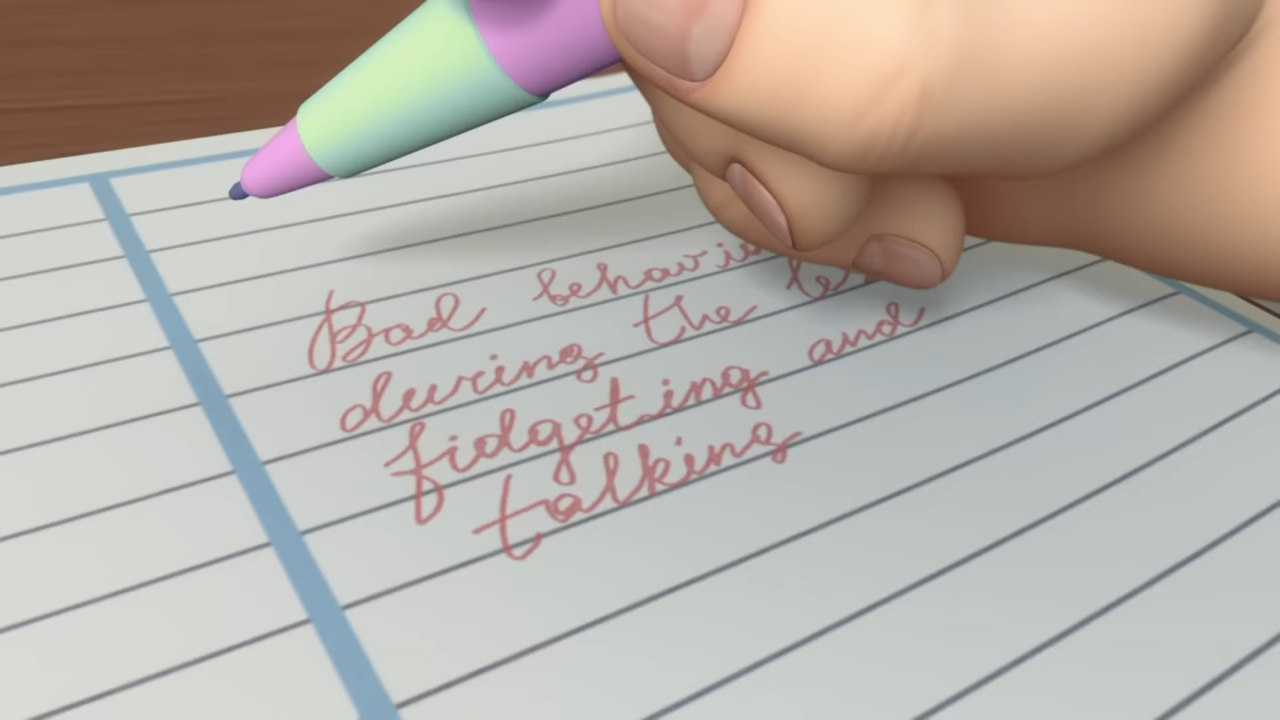 Bad
during the
fidgeting and
talking